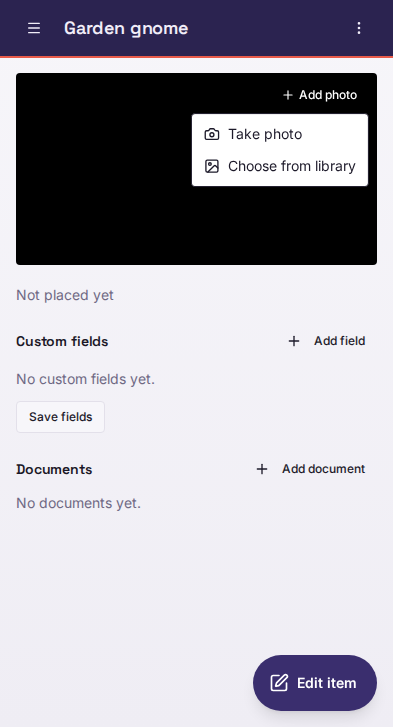 Garden gnome
Add photo
Take photo
Choose from library
Not placed yet
Custom fields
Add field
No custom fields yet.
Save fields
Documents
Add document
No documents yet.
Edit item